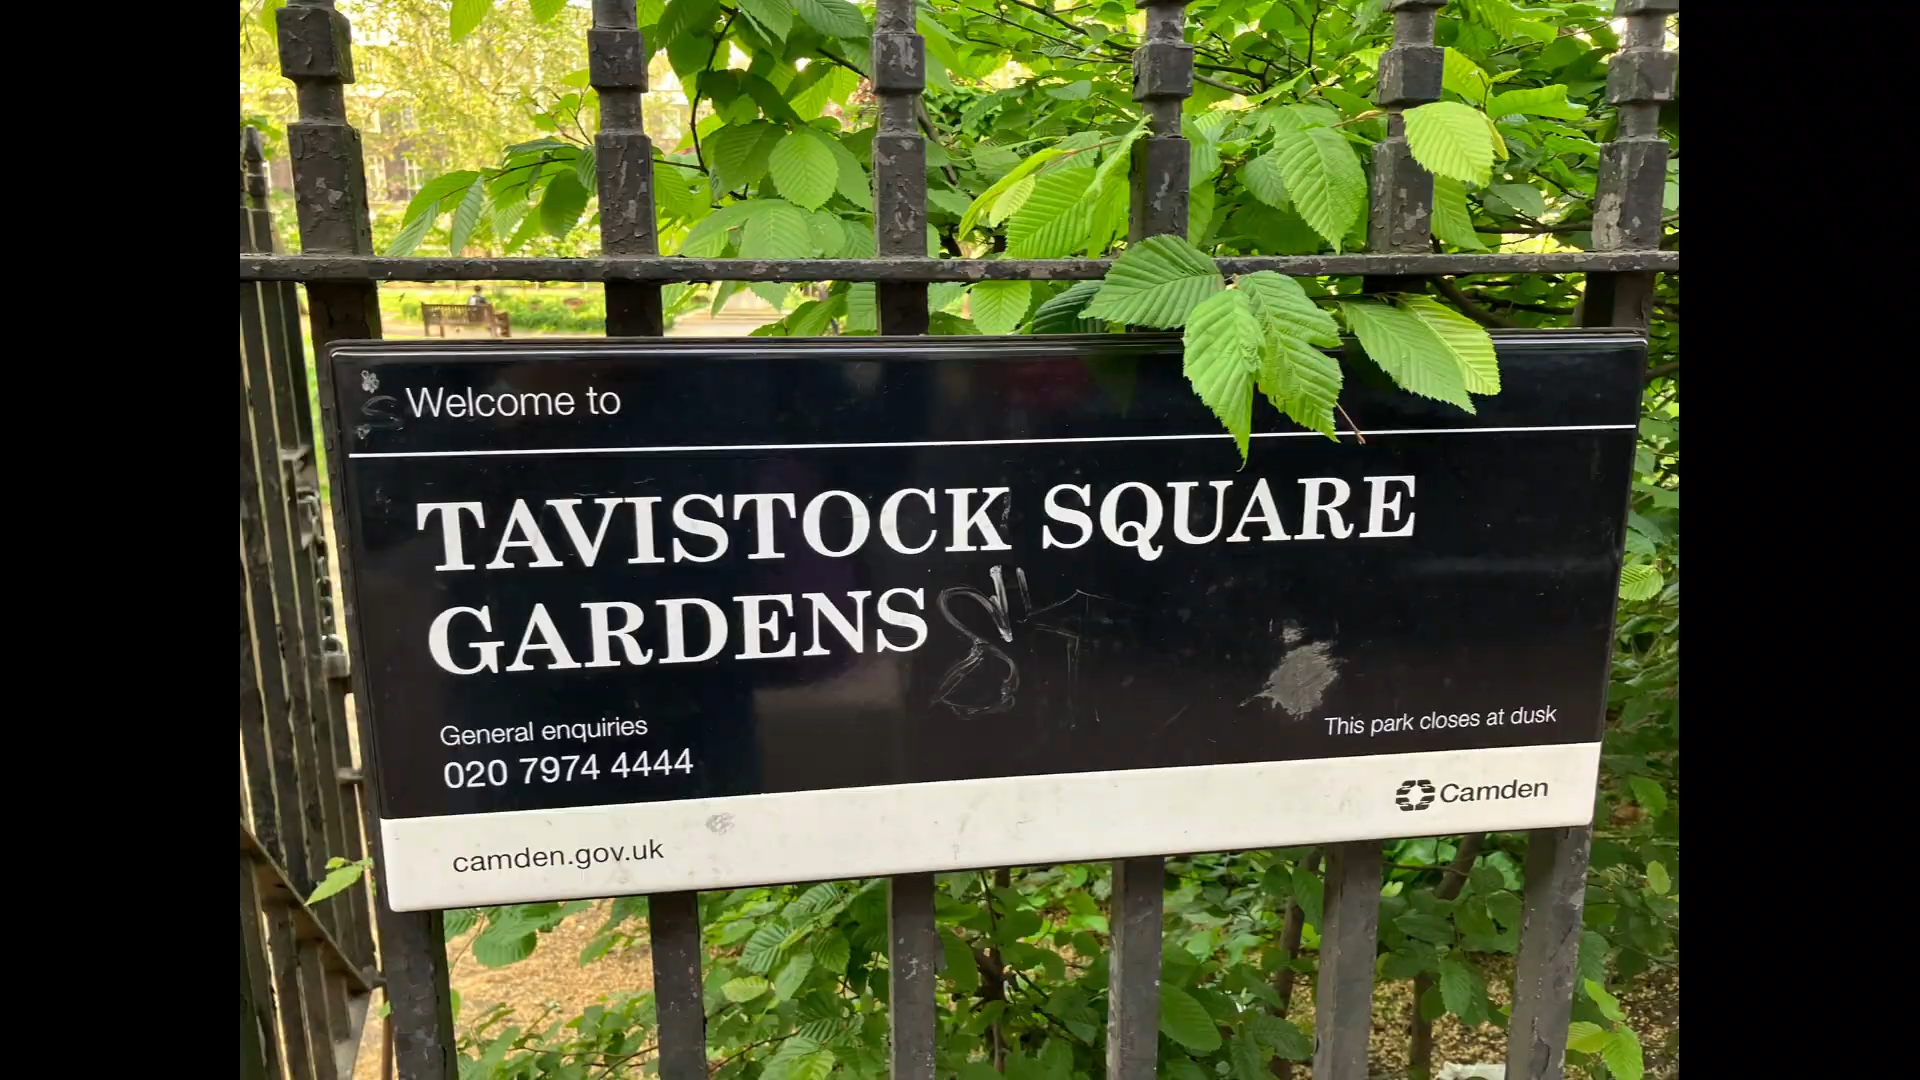 Welcome to
TAVISTOCK SQUARE
GARDENS
General enquiries
020 7974 4444
This park closes at dusk
Camden
camden.gov.uk